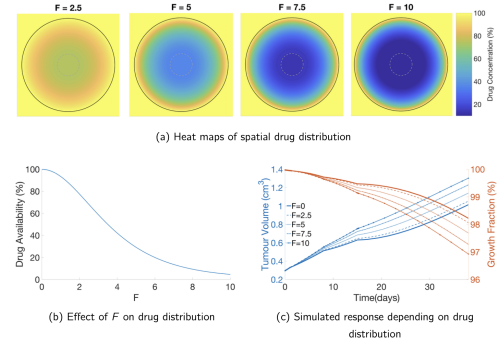 F = 2.5
F = 5
F = 7.5
F = 10
100
80
60
40
20
Drug Concentration (%)
(a) Heat maps of spatial drug distribution
100
80
60
40
20
0
0
2
4
6
8
10
Drug Availability (%)
F
(b) Effect of F on drug distribution
1.4
1.2
1
0.8
0.6
0.4
0.2
Tumour Volume (cm³)
F=0
F=2.5
F=5
F=7.5
F=10
100
99
98
97
96
Growth Fraction (%)
0
10
20
30
Time(days)
(c) Simulated response depending on drug
distribution